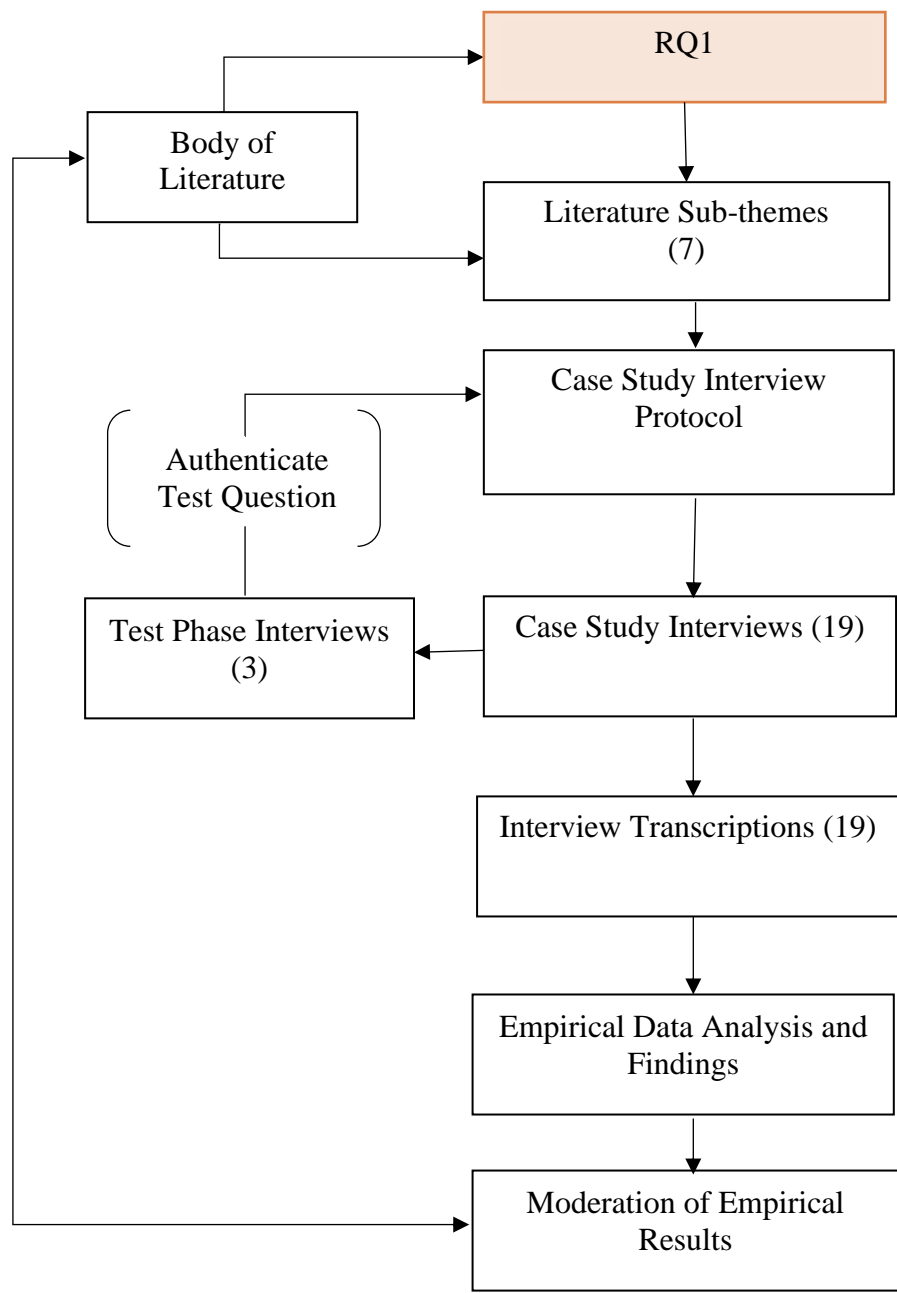 RQ1
Body of
Literature
Literature Sub-themes
(7)
Case Study Interview
Protocol
Authenticate
Test Question
Test Phase Interviews
(3)
Case Study Interviews (19)
Interview Transcriptions (19)
Empirical Data Analysis and
Findings
Moderation of Empirical
Results